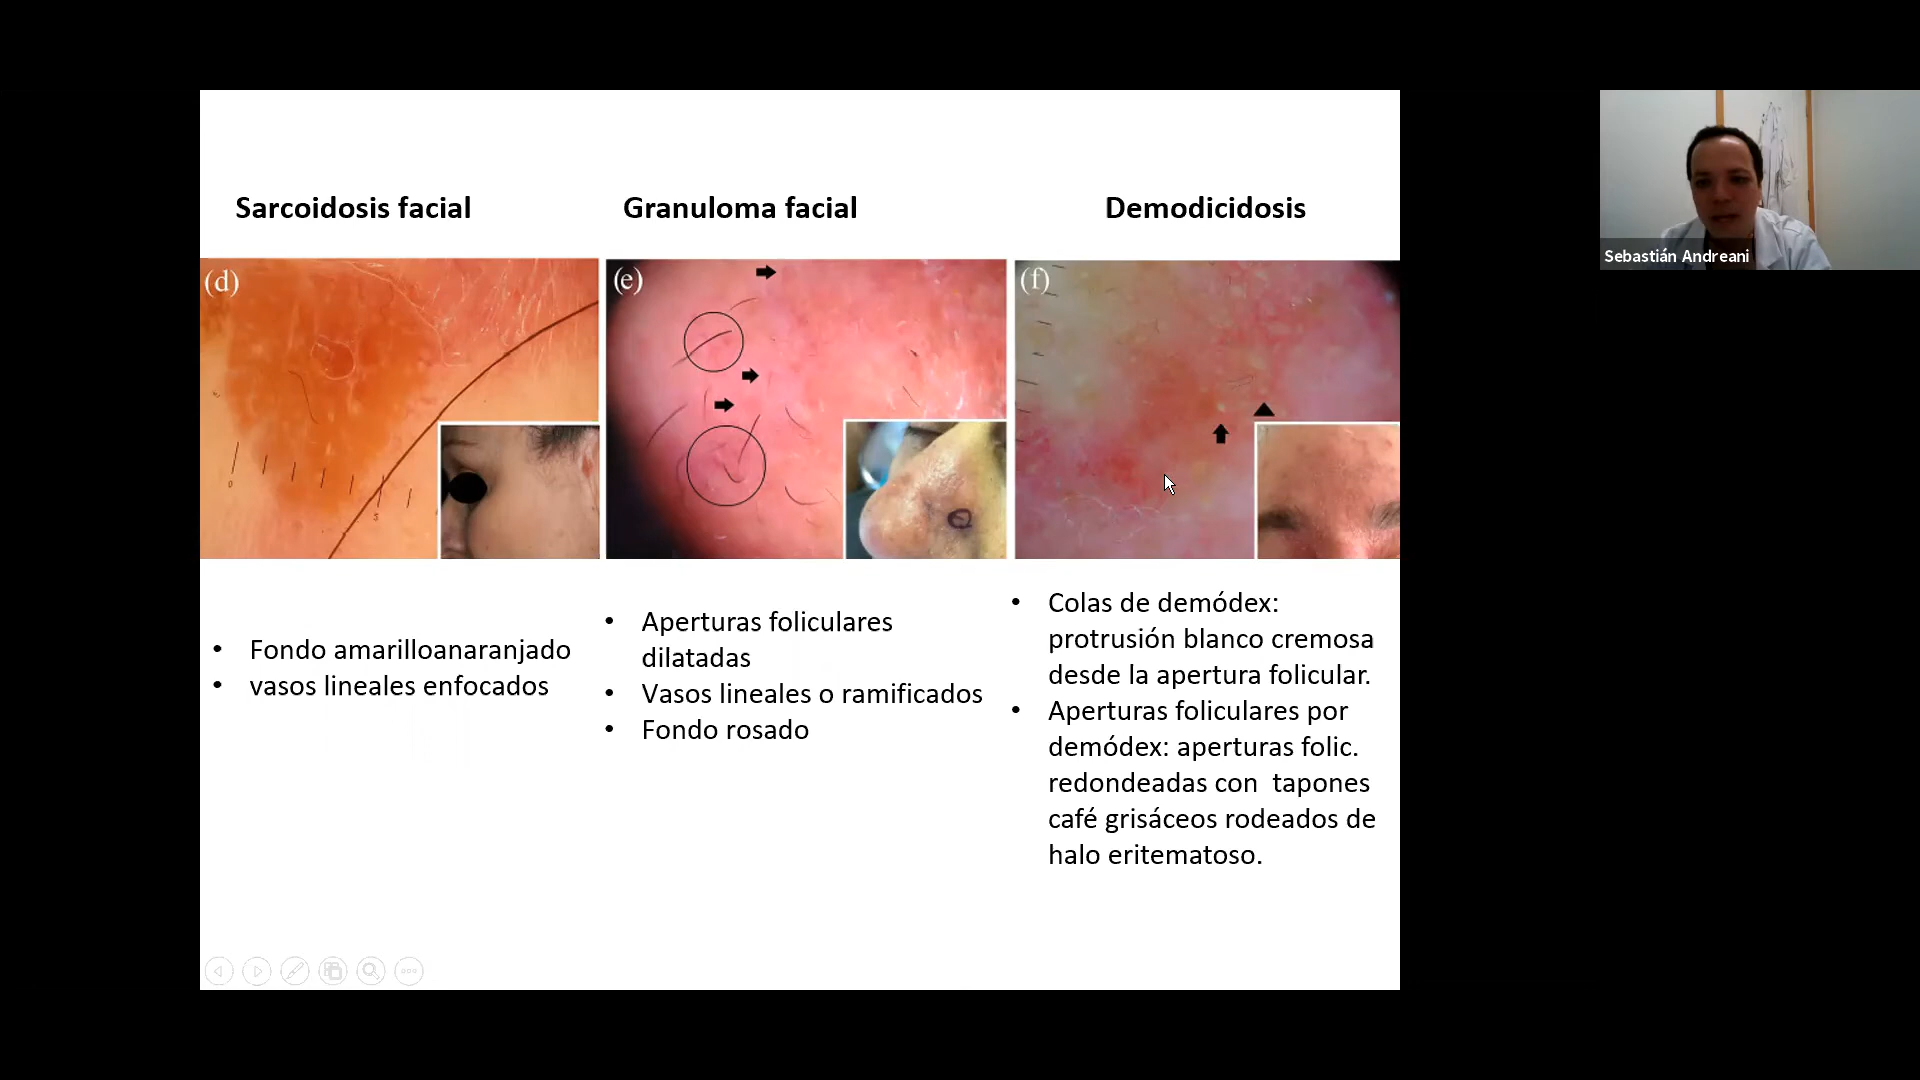 Sarcoidosis facial
Granuloma facial
Demodicidosis
(d)
(e)
(f)
0
5
• Fondo amarilloanaranjado
• vasos lineales enfocados
• Aperturas foliculares
dilatadas
• Vasos lineales o ramificados
• Fondo rosado
• Colas de demódex:
protrusión blanco cremosa
desde la apertura folicular.
• Aperturas foliculares por
demódex: aperturas folic.
redondeadas con  tapones
café grisáceos rodeados de
halo eritematoso.
Sebastián Andreani